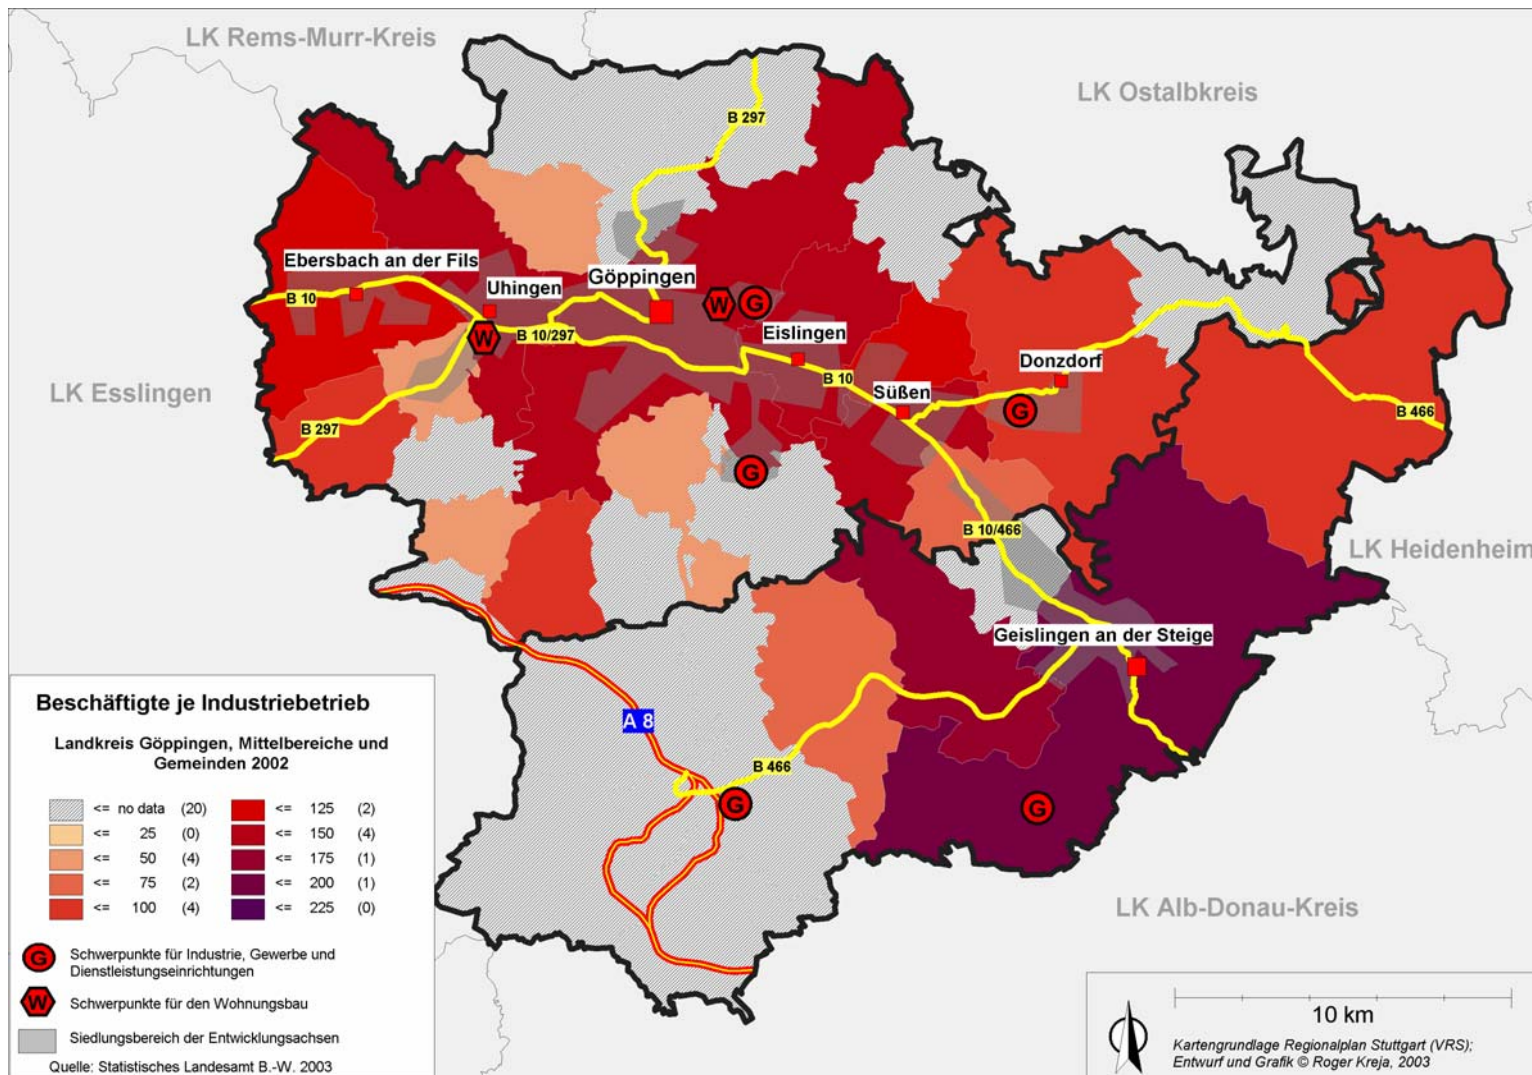 LK Rems-Murr-Kreis
LK Ostalbkreis
B 297
Ebersbach an der Fils
Göppingen
Uhingen
B 10
W
G
B 10/297
W
Eislingen
B 10
Donzdorf
Süßen
LK Esslingen
G
B 466
B 297
G
B 10/466
LK Heidenheim
Geislingen an der Steige
A 8
B 466
G
G
LK Alb-Donau-Kreis
Beschäftigte je Industriebetrieb
Landkreis Göppingen, Mittelbereiche und
Gemeinden 2002
<= no data (20) <= 125 (2)
<= 25 (0) <= 150 (4)
<= 50 (4) <= 175 (1)
<= 75 (2) <= 200 (1)
<= 100 (4) <= 225 (0)
G Schwerpunkte für Industrie, Gewerbe und
Dienstleistungseinrichtungen
W Schwerpunkte für den Wohnungsbau
Siedlungsbereich der Entwicklungsachsen
Quelle: Statistisches Landesamt B.-W. 2003
10 km
Kartengrundlage Regionalplan Stuttgart (VRS);
Entwurf und Grafik © Roger Kreja, 2003